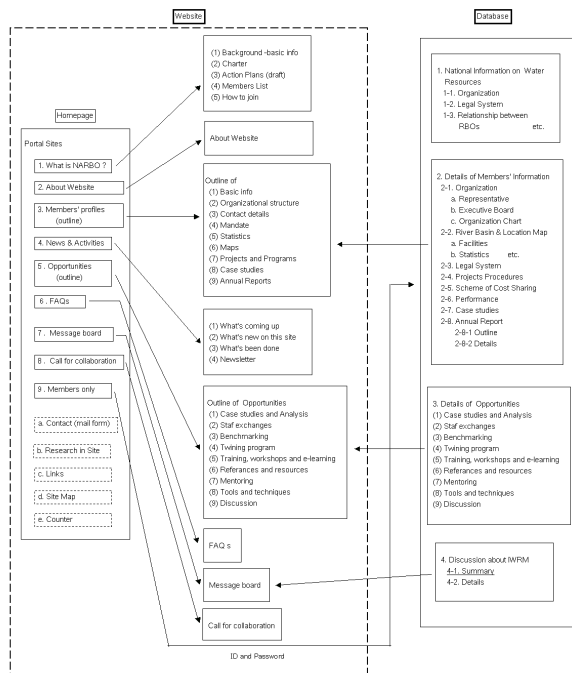 Website
Database
(1) Background -basic info
(2) Charter
(3) Action Plans (draft)
(4) Members List
(5) How to join
Homepage
Portal Sites
1. What is NARBO ?
2. About Website
3. Members' profiles
(outline)
4. News & Activities
5 . Opportunities
(outline)
6 . FAQs
7 . Message board
8 . Call for collaboration
9 . Members only
a. Contact (mail form)
b. Research in Site
c. Links
d. Site Map
e. Counter
About Website
Outline of
(1) Basic info
(2) Organizational structure
(3) Contact details
(4) Mandate
(5) Statistics
(6) Maps
(7) Projects and Programs
(8) Case studies
(9) Annual Reports
(1) What's coming up
(2) What's new on this site
(3) What's been done
(4) Newsletter
Outline of Opportunities
(1) Case studies and Analysis
(2) Staf exchanges
(3) Benchmarking
(4) Twining program
(5) Training, workshops and e-learning
(6) Referances and resources
(7) Mentoring
(8) Tools and techniques
(9) Discussion
FAQ s
Message board
Call for collaboration
ID and Password
1. National Information on Water
Resources
1-1. Organization
1-2. Legal System
1-3. Relationship between
RBOs etc.
2. Details of Members' Information
2-1. Organization
a. Representative
b. Executive Board
c. Organization Chart
2-2. River Basin & Location Map
a. Facilities
b. Statistics etc.
2-3. Legal System
2-4. Projects Procedures
2-5. Scheme of Cost Sharing
2-6. Performance
2-7. Case studies
2-8. Annual Report
2-8-1 Outline
2-8-2 Details
3. Details of Opportunities
(1) Case studies and Analysis
(2) Staf exchanges
(3) Benchmarking
(4) Twining program
(5) Training, workshops and e-learning
(6) Referances and resources
(7) Mentoring
(8) Tools and techniques
(9) Discussion
4. Discussion about IWRM
4-1. Summary
4-2. Details